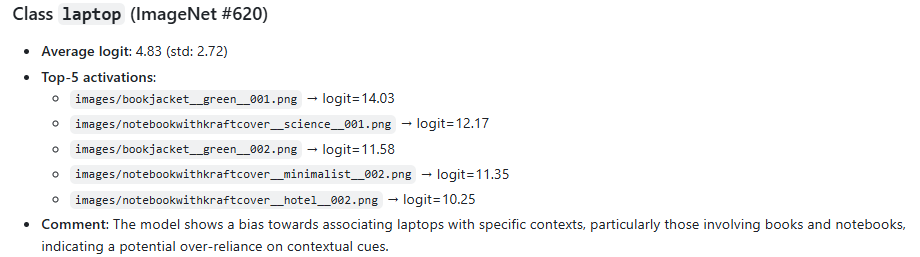 Class laptop (ImageNet #620)
• Average logit: 4.83 (std: 2.72)
• Top-5 activations:
○ images/bookjacket__green__001.png → logit=14.03
○ images/notebookwithkraftcover__science__001.png → logit=12.17
○ images/bookjacket__green__002.png → logit=11.58
○ images/notebookwithkraftcover__minimalist__002.png → logit=11.35
○ images/notebookwithkraftcover__hotel__002.png → logit=10.25
• Comment: The model shows a bias towards associating laptops with specific contexts, particularly those involving books and notebooks,
indicating a potential over-reliance on contextual cues.